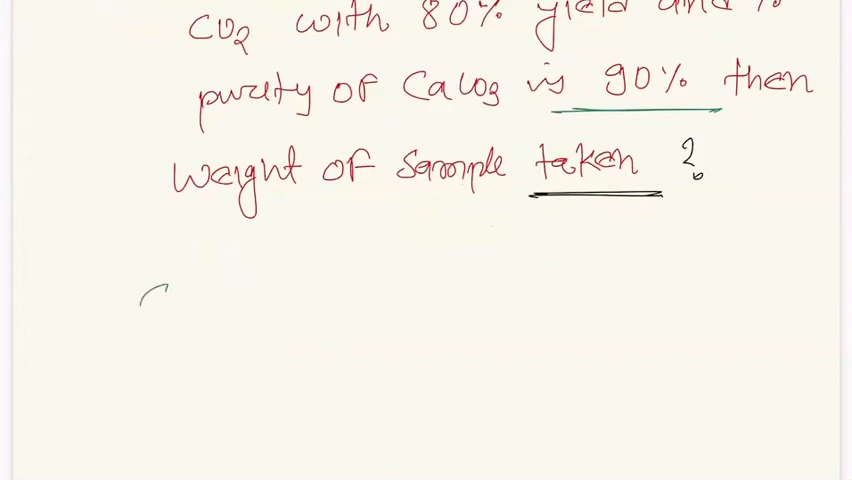 CO2 with 80% yield and %
purity of CaCO3 is 90% then
weight of sample taken ?